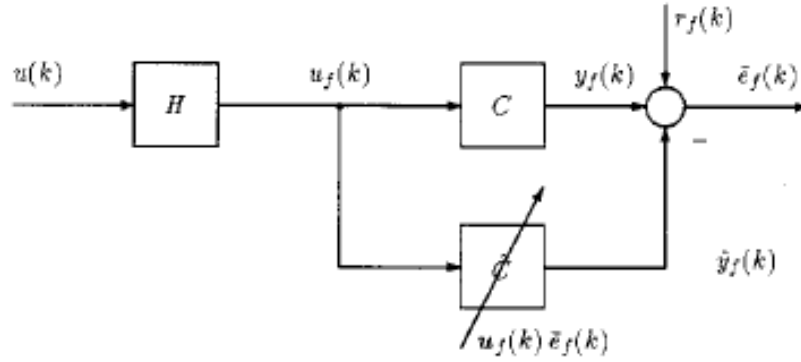 r_f(k)
u(k)
u_f(k)
y_f(k)
ē_f(k)
H
C
−
Ĉ
ŷ_f(k)
u_f(k) ē_f(k)